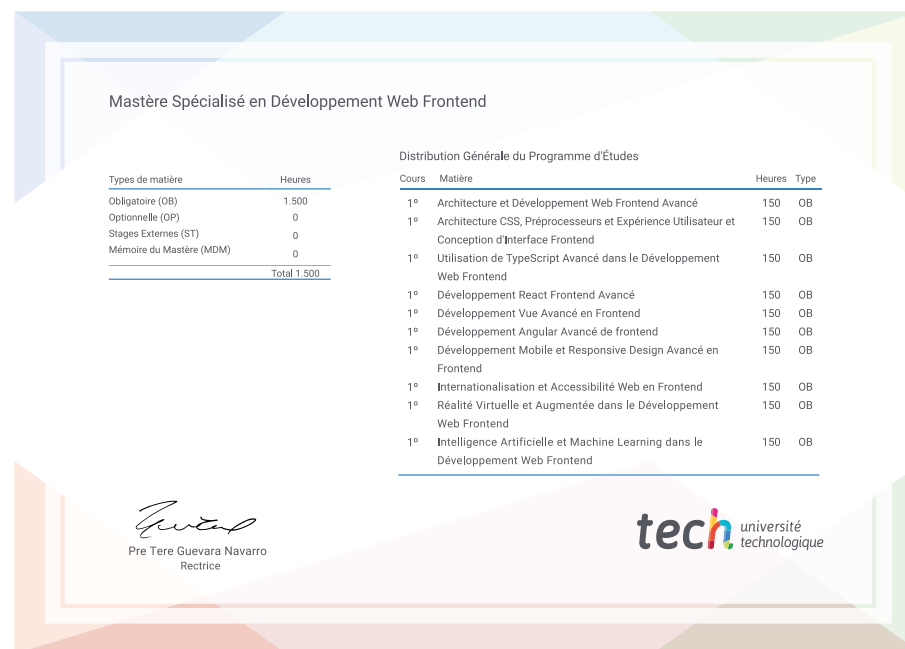 Mastère Spécialisé en Développement Web Frontend
Types de matière Heures
Obligatoire (OB) 1.500
Optionnelle (OP) 0
Stages Externes (ST) 0
Mémoire du Mastère (MDM) 0
Total 1.500
Distribution Générale du Programme d'Études
Cours Matière Heures Type
1º Architecture et Développement Web Frontend Avancé 150 OB
1º Architecture CSS, Préprocesseurs et Expérience Utilisateur et 150 OB
Conception d'Interface Frontend
1º Utilisation de TypeScript Avancé dans le Développement 150 OB
Web Frontend
1º Développement React Frontend Avancé 150 OB
1º Développement Vue Avancé en Frontend 150 OB
1º Développement Angular Avancé de frontend 150 OB
1º Développement Mobile et Responsive Design Avancé en 150 OB
Frontend
1º Internationalisation et Accessibilité Web en Frontend 150 OB
1º Réalité Virtuelle et Augmentée dans le Développement 150 OB
Web Frontend
1º Intelligence Artificielle et Machine Learning dans le 150 OB
Développement Web Frontend
Pre Tere Guevara Navarro
Rectrice
tech université
technologique